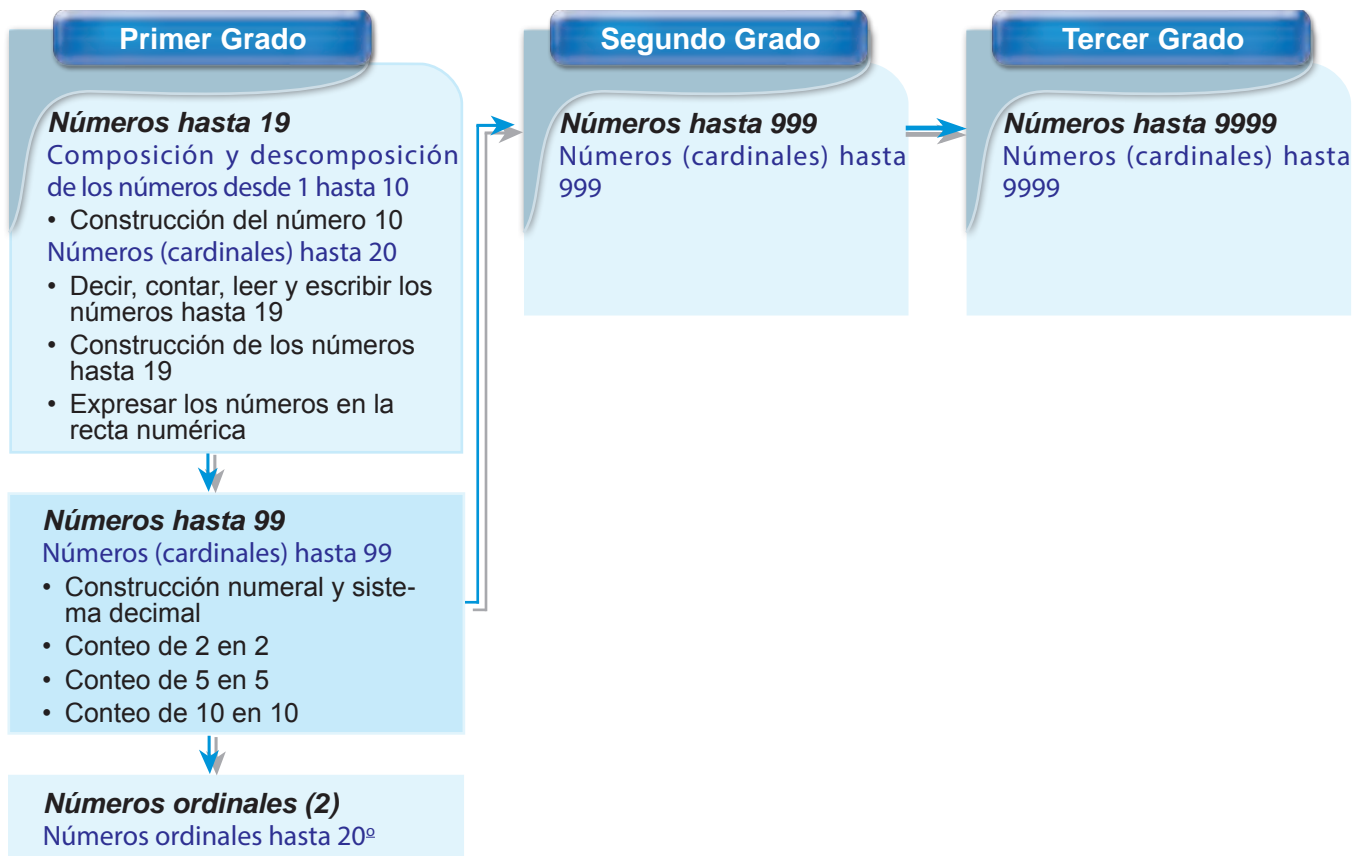 Primer Grado
Números hasta 19
Composición y descomposición
de los números desde 1 hasta 10
• Construcción del número 10
Números (cardinales) hasta 20
• Decir, contar, leer y escribir los
números hasta 19
• Construcción de los números
hasta 19
• Expresar los números en la
recta numérica
Números hasta 99
Números (cardinales) hasta 99
• Construcción numeral y siste-
ma decimal
• Conteo de 2 en 2
• Conteo de 5 en 5
• Conteo de 10 en 10
Números ordinales (2)
Números ordinales hasta 20º
Segundo Grado
Números hasta 999
Números (cardinales) hasta
999
Tercer Grado
Números hasta 9999
Números (cardinales) hasta
9999